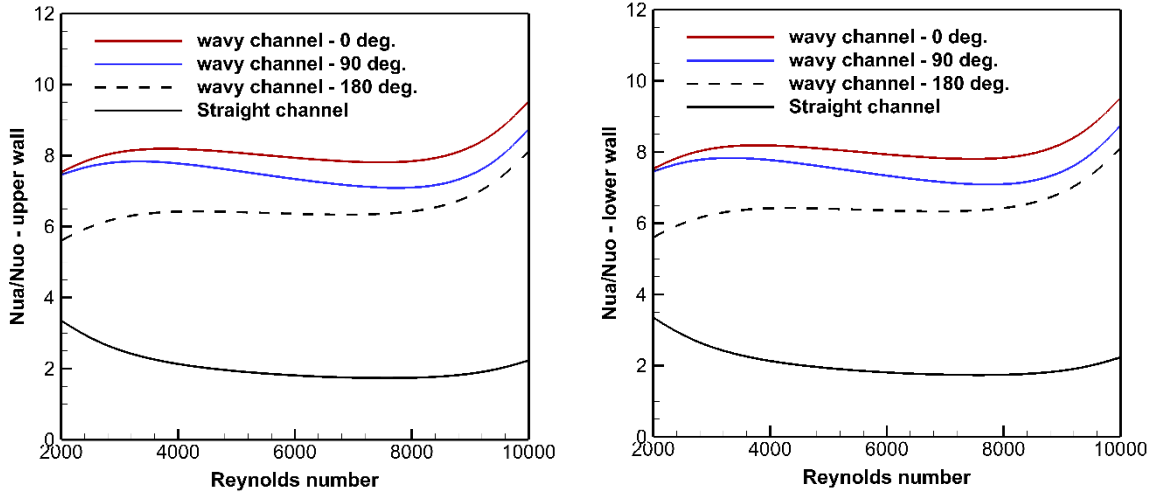 12
10
8
6
4
2
0
Nua/Nuo - upper wall
wavy channel - 0 deg.
wavy channel - 90 deg.
wavy channel - 180 deg.
Straight channel
2000 4000 6000 8000 10000
Reynolds number
12
10
8
6
4
2
0
Nua/Nuo - lower wall
wavy channel - 0 deg.
wavy channel - 90 deg.
wavy channel - 180 deg.
Straight channel
2000 4000 6000 8000 10000
Reynolds number